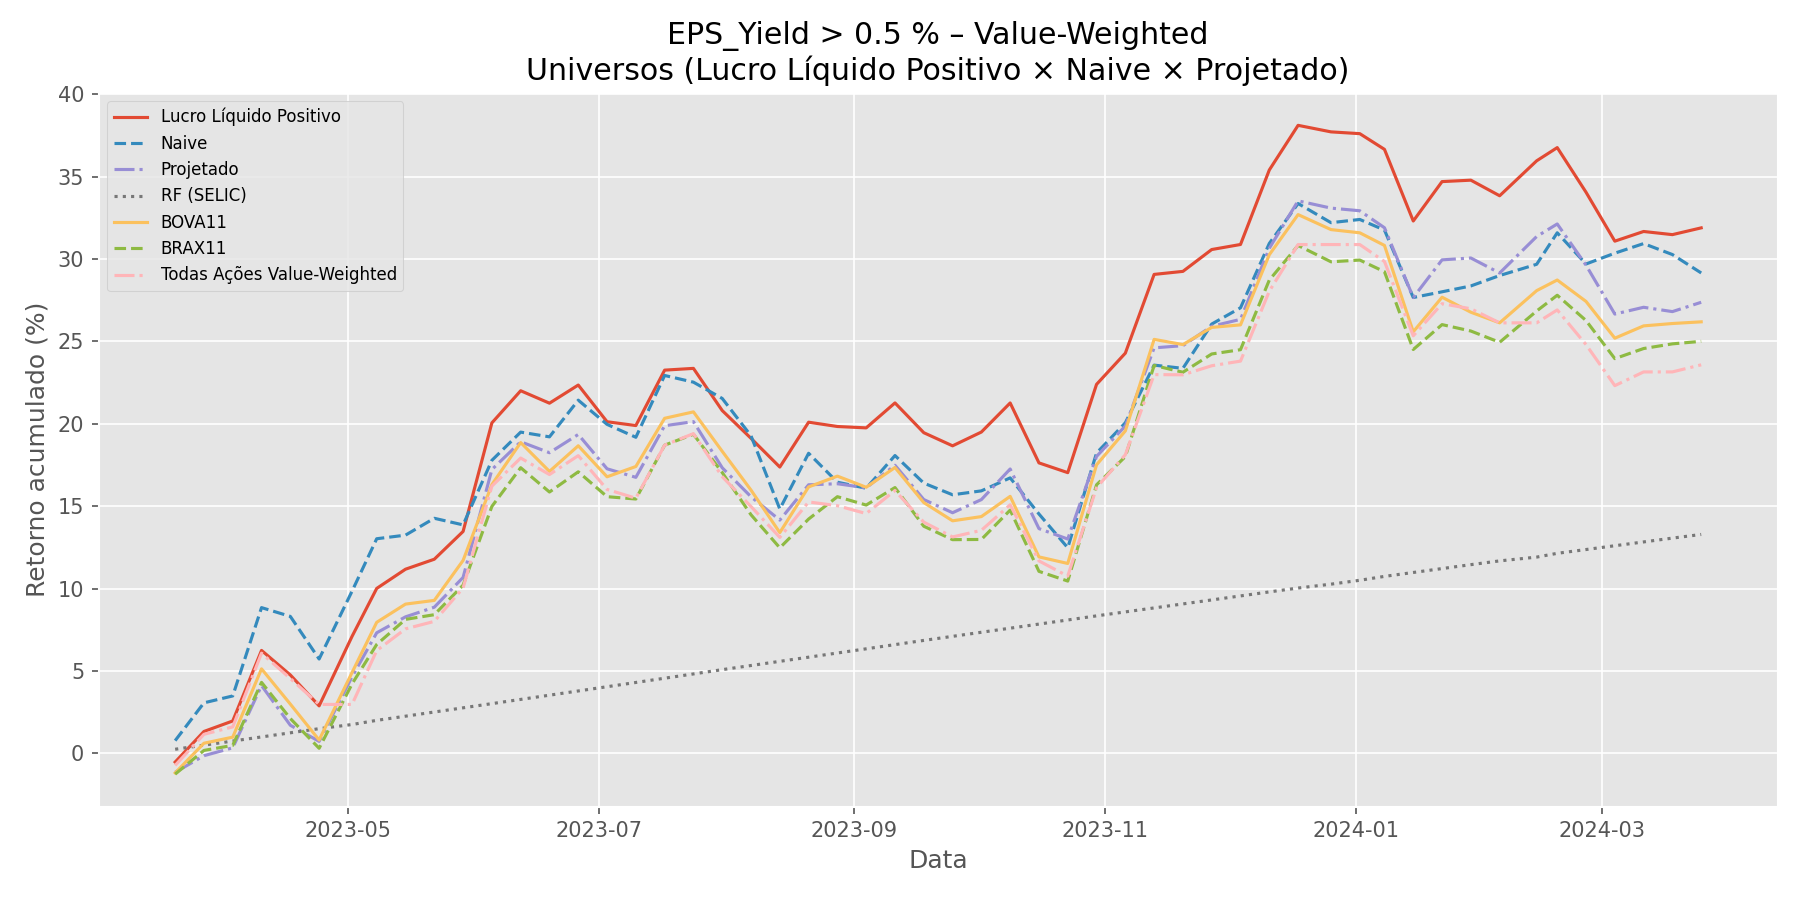 EPS_Yield > 0.5 % – Value-Weighted
Universos (Lucro Líquido Positivo × Naive × Projetado)
Lucro Líquido Positivo
Naive
Projetado
RF (SELIC)
BOVA11
BRAX11
Todas Ações Value-Weighted
Retorno acumulado (%)
40
35
30
25
20
15
10
5
0
2023-05
2023-07
2023-09
2023-11
2024-01
2024-03
Data